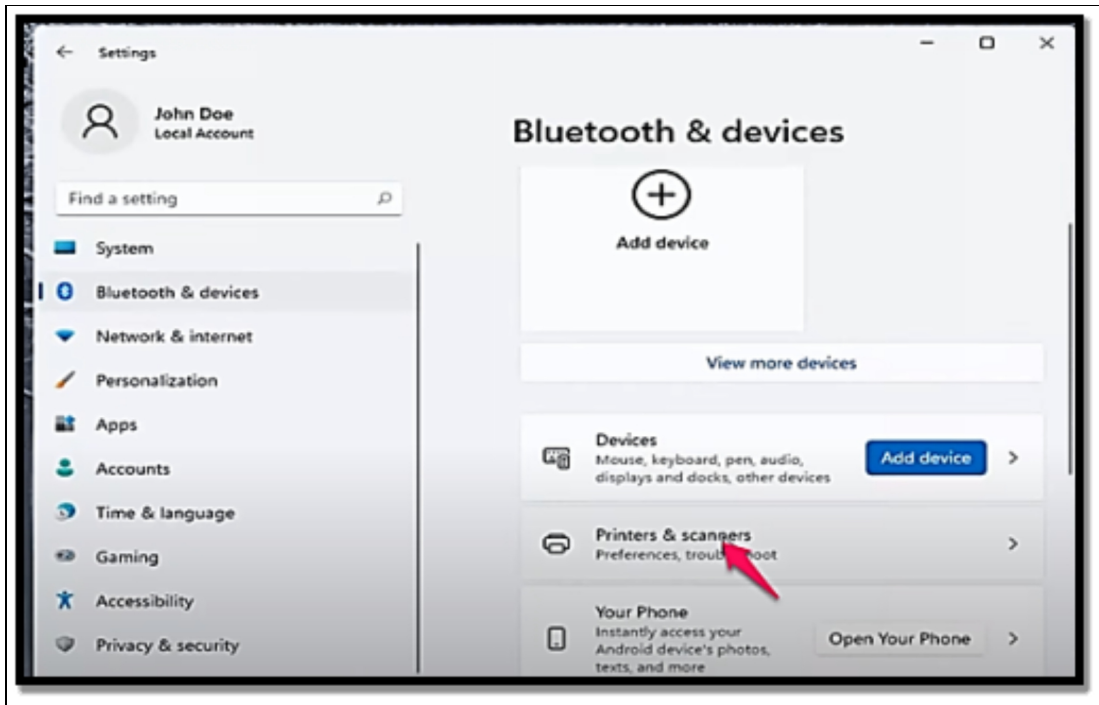 Settings
John Doe
Local Account
Find a setting
System
Bluetooth & devices
Network & internet
Personalization
Apps
Accounts
Time & language
Gaming
Accessibility
Privacy & security
Bluetooth & devices
Add device
View more devices
Devices
Mouse, keyboard, pen, audio,
displays and docks, other devices
Add device
Printers & scanners
Preferences,
Your Phone
Instantly access your
Android device's photos,
texts, and more
Open Your Phone